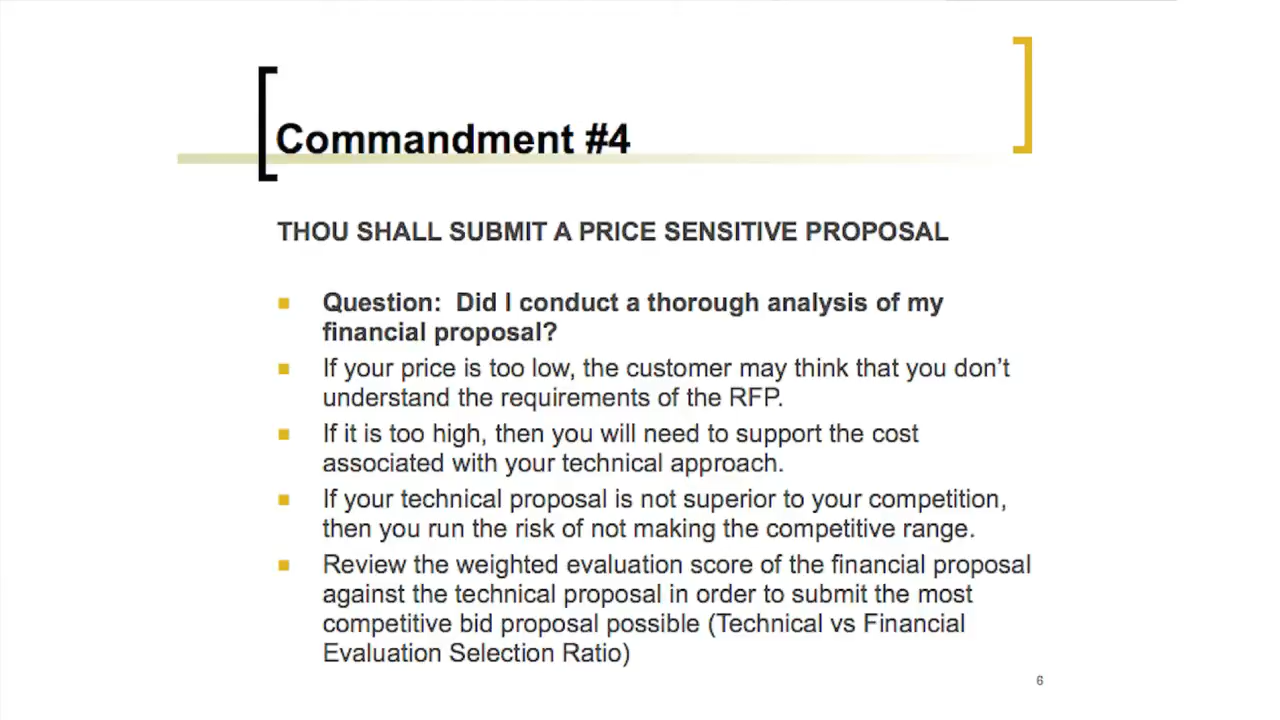 Commandment #4
THOU SHALL SUBMIT A PRICE SENSITIVE PROPOSAL
Question:  Did I conduct a thorough analysis of my
financial proposal?
If your price is too low, the customer may think that you don’t
understand the requirements of the RFP.
If it is too high, then you will need to support the cost
associated with your technical approach.
If your technical proposal is not superior to your competition,
then you run the risk of not making the competitive range.
Review the weighted evaluation score of the financial proposal
against the technical proposal in order to submit the most
competitive bid proposal possible (Technical vs Financial
Evaluation Selection Ratio)
6